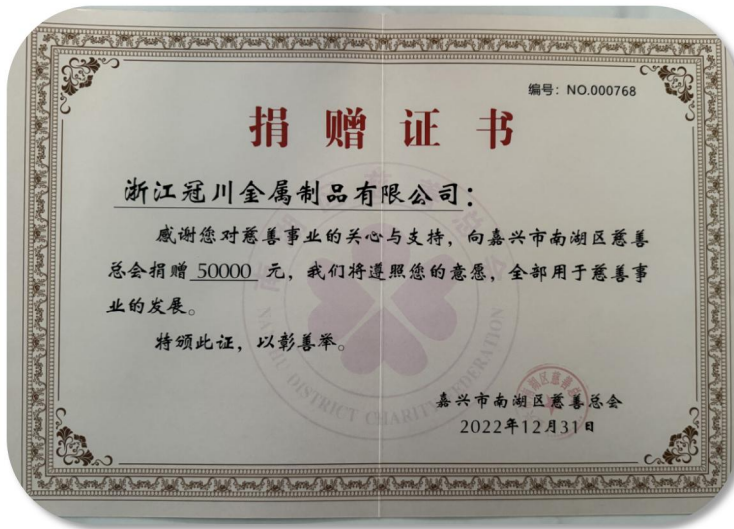 编号：NO.000768
捐赠证书
浙江冠川金属制品有限公司：
感谢您对慈善事业的关心与支持，向嘉兴市南湖区慈善
总会捐赠 50000 元，我们将遵照您的意愿，全部用于慈善事
业的发展。
特颁此证，以彰善举。
嘉兴市南湖区慈善总会
2022年12月31日
NANHU DISTRICT CHARITY FEDERATION